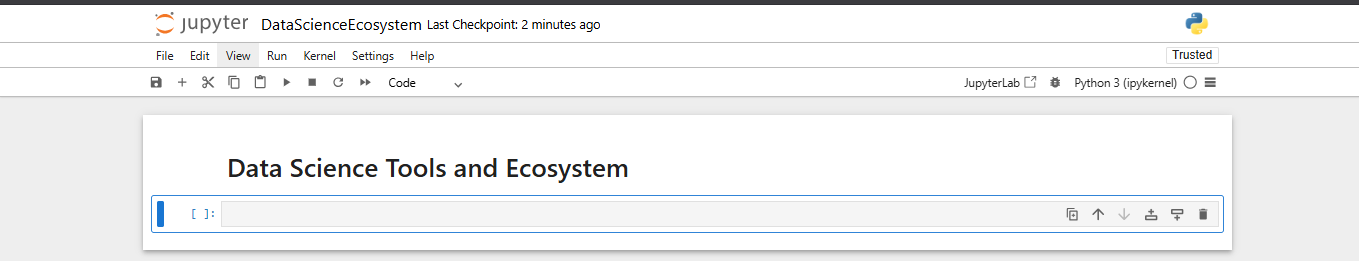 jupyter DataScienceEcosystem Last Checkpoint: 2 minutes ago
File Edit View Run Kernel Settings Help Trusted
Code JupyterLab Python 3 (ipykernel)
Data Science Tools and Ecosystem
[ ]: